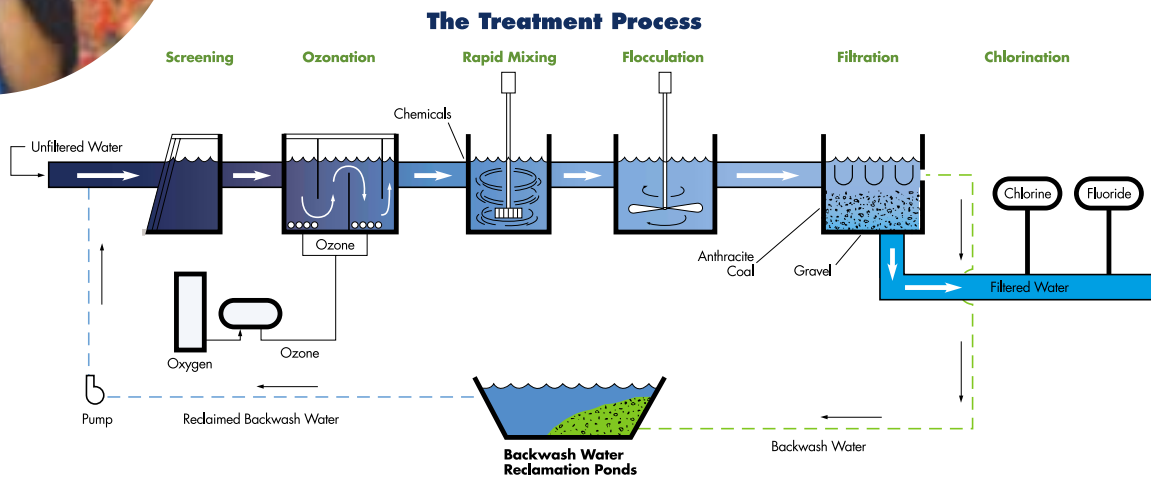 The Treatment Process
Screening
Ozonation
Rapid Mixing
Flocculation
Filtration
Chlorination
Chemicals
Unfiltered Water
Chlorine
Fluoride
Ozone
Anthracite
Coal
Gravel
Filtered Water
Ozone
Oxygen
Pump
Reclaimed Backwash Water
Backwash Water
Backwash Water
Reclamation Ponds